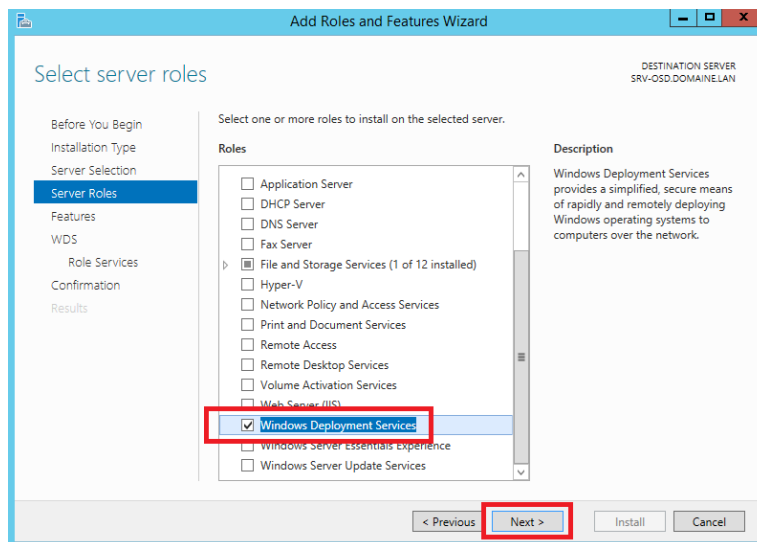 Add Roles and Features Wizard
x
Select server roles
DESTINATION SERVER
SRV-OSD.DOMAINE.LAN
Before You Begin
Installation Type
Server Selection
Server Roles
Features
WDS
Role Services
Confirmation
Results
Select one or more roles to install on the selected server.
Roles
Application Server
DHCP Server
DNS Server
Fax Server
File and Storage Services (1 of 12 installed)
Hyper-V
Network Policy and Access Services
Print and Document Services
Remote Access
Remote Desktop Services
Volume Activation Services
Web Server (IIS)
Windows Deployment Services
Windows Server Essentials Experience
Windows Server Update Services
Description
Windows Deployment Services
provides a simplified, secure means
of rapidly and remotely deploying
Windows operating systems to
computers over the network.
< Previous
Next >
Install
Cancel